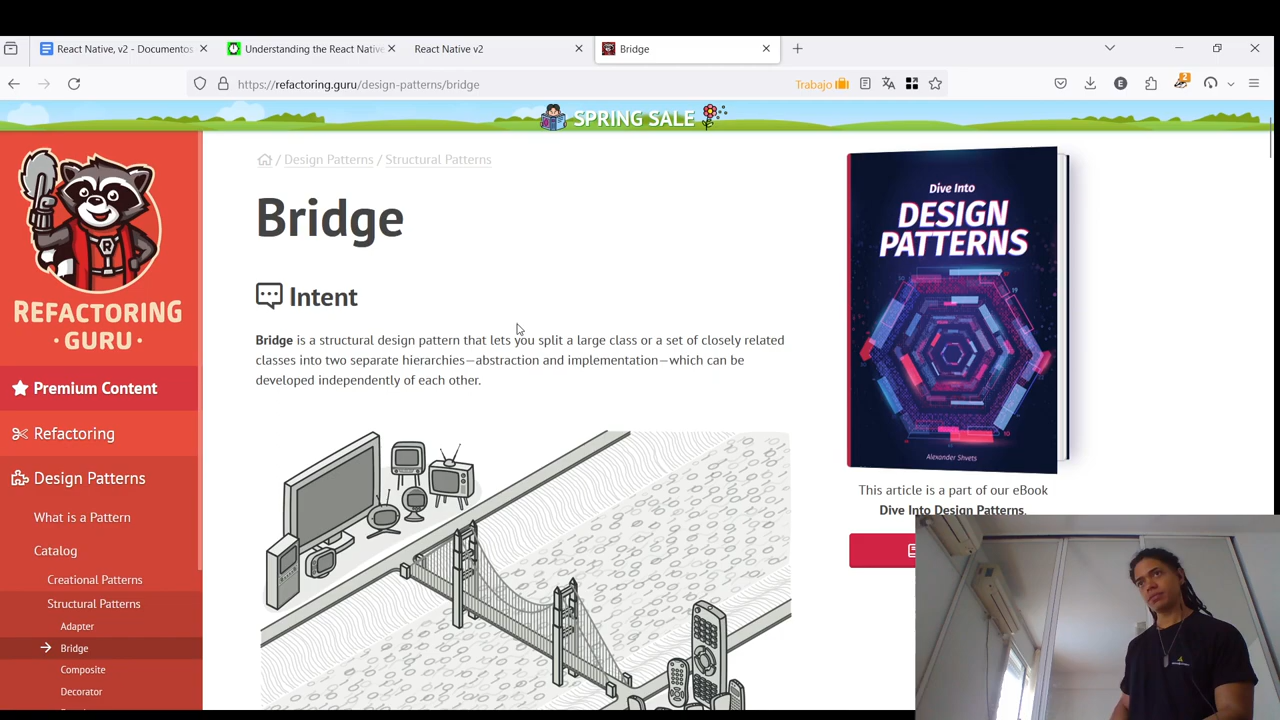 React Native, v2 - Documentos
Understanding the React Native
React Native v2
Bridge
https://refactoring.guru/design-patterns/bridge
Trabajo
E
2
SPRING SALE
REFACTORING
· GURU ·
Premium Content
Refactoring
Design Patterns
What is a Pattern
Catalog
Creational Patterns
Structural Patterns
Adapter
Bridge
Composite
Decorator
/ Design Patterns / Structural Patterns
Bridge
Intent
Bridge is a structural design pattern that lets you split a large class or a set of closely related
classes into two separate hierarchies—abstraction and implementation—which can be
developed independently of each other.
Dive Into
DESIGN
PATTERNS
Alexander Shvets
This article is a part of our eBook
Dive Into Design Patterns.